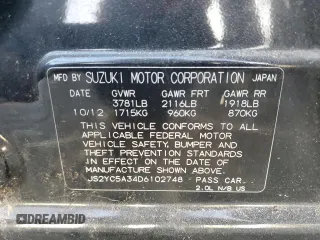 MFD BY SUZUKI MOTOR CORPORATION JAPAN
DATE GVWR GAWR FRT GAWR RR
3781LB 2116LB 1918LB
10/12 1715KG 960KG 870KG
THIS VEHICLE CONFORMS TO ALL
APPLICABLE FEDERAL MOTOR
VEHICLE SAFETY, BUMPER AND
THEFT PREVENTION STANDARDS
IN EFFECT ON THE DATE OF
MANUFACTURE SHOWN ABOVE.
JS2YC5A34D6102748 PASS CAR
2.0L N/B US
DREAMBID